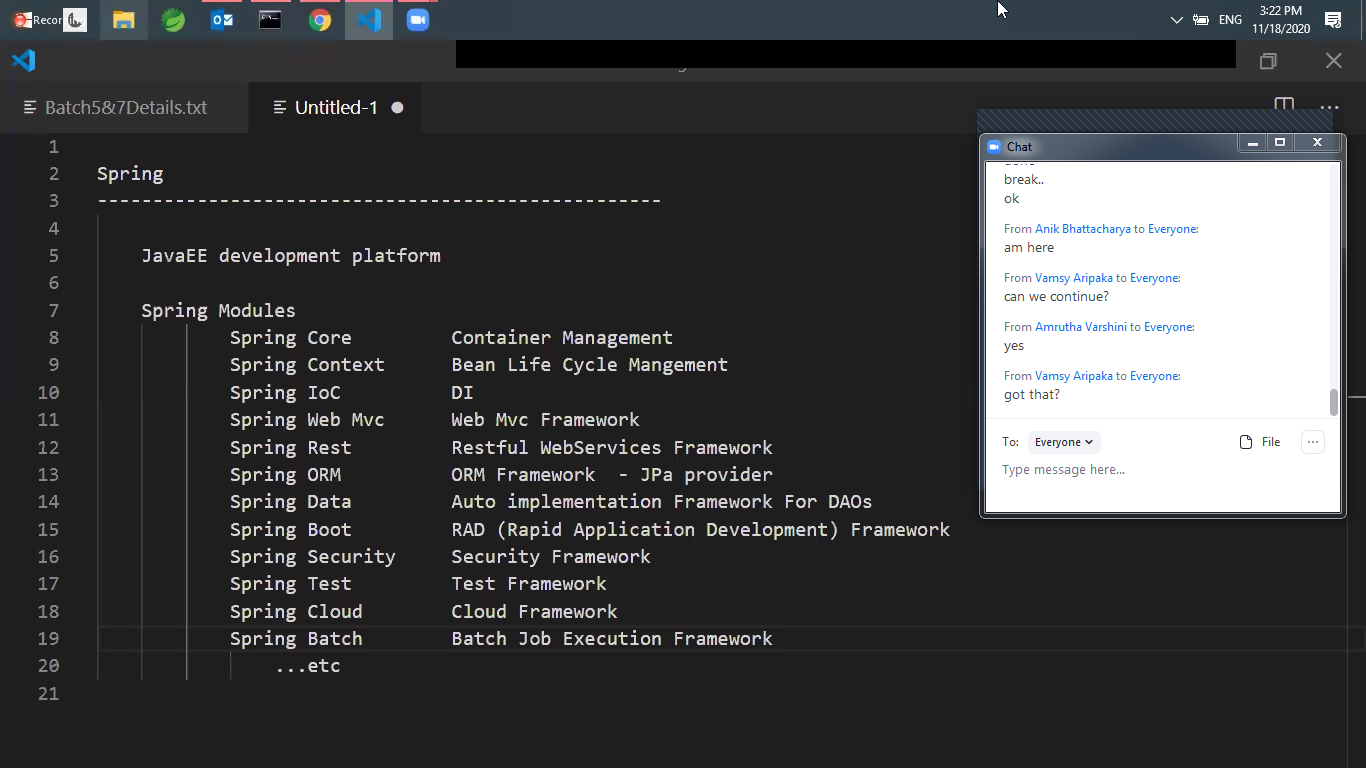 Recor
ENG
3:22 PM
11/18/2020
Batch5&7Details.txt
Untitled-1
1
2 Spring
3 ---------------------------------------------------
4
5 JavaEE development platform
6
7 Spring Modules
8 Spring Core Container Management
9 Spring Context Bean Life Cycle Mangement
10 Spring IoC DI
11 Spring Web Mvc Web Mvc Framework
12 Spring Rest Restful WebServices Framework
13 Spring ORM ORM Framework - JPa provider
14 Spring Data Auto implementation Framework For DAOs
15 Spring Boot RAD (Rapid Application Development) Framework
16 Spring Security Security Framework
17 Spring Test Test Framework
18 Spring Cloud Cloud Framework
19 Spring Batch Batch Job Execution Framework
20 ...etc
21
Chat
break..
ok
From Anik Bhattacharya to Everyone:
am here
From Vamsy Aripaka to Everyone:
can we continue?
From Amrutha Varshini to Everyone:
yes
From Vamsy Aripaka to Everyone:
got that?
To: Everyone File ...
Type message here...